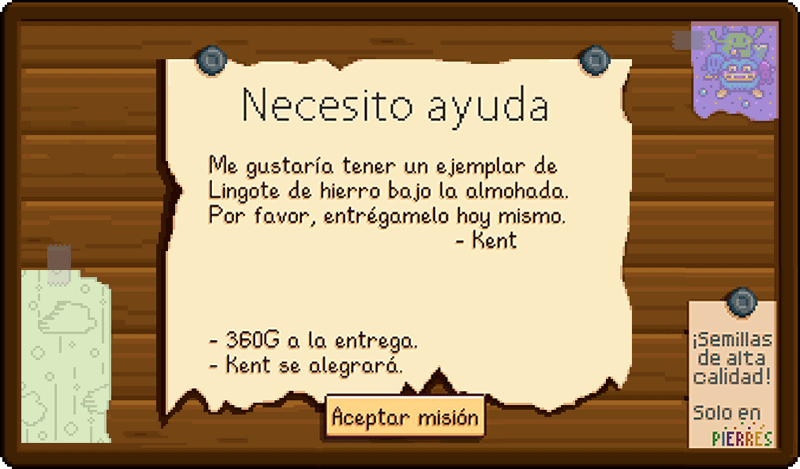 Necesito ayuda
Me gustaría tener un ejemplar de
Lingote de hierro bajo la almohada.
Por favor, entrégamelo hoy mismo.
- Kent
- 360G a la entrega.
- Kent se alegrará.
Aceptar misión
¡Semillas
de alta
calidad!
Solo en
PIERRES